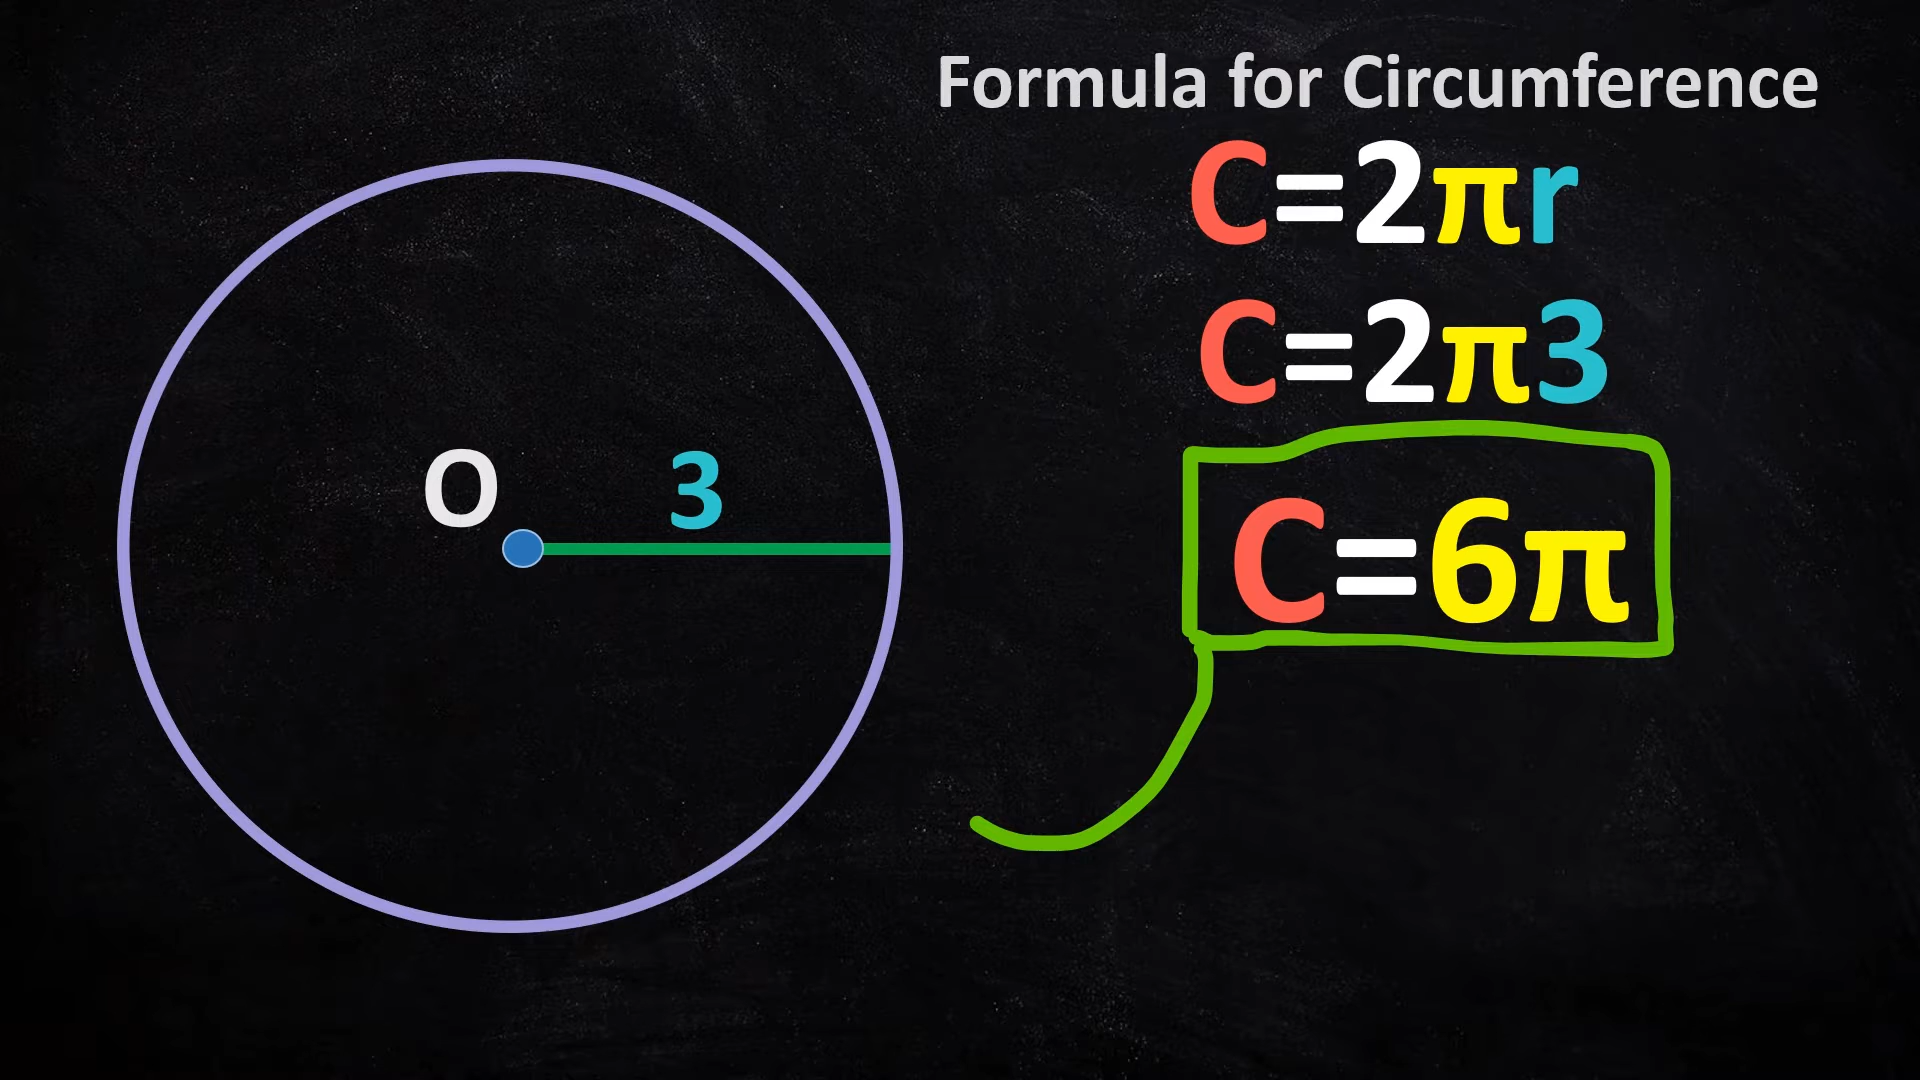 Formula for Circumference
C=2πr
C=2π3
O 3
C=6π